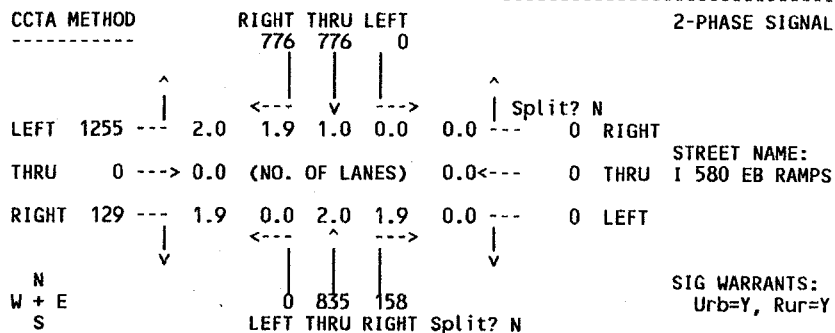 CCTA METHOD RIGHT THRU LEFT 2-PHASE SIGNAL
----------- 776 776 0
^ ^
<--- v ---> Split? N
LEFT 1255 --- 2.0 1.9 1.0 0.0 0.0 --- 0 RIGHT
STREET NAME:
THRU 0 ---> 0.0 (NO. OF LANES) 0.0<--- 0 THRU I 580 EB RAMPS
RIGHT 129 --- 1.9 0.0 2.0 1.9 0.0 --- 0 LEFT
<--- ^ --->
v v
N SIG WARRANTS:
W + E 0 835 158 Urb=Y, Rur=Y
S LEFT THRU RIGHT Split? N